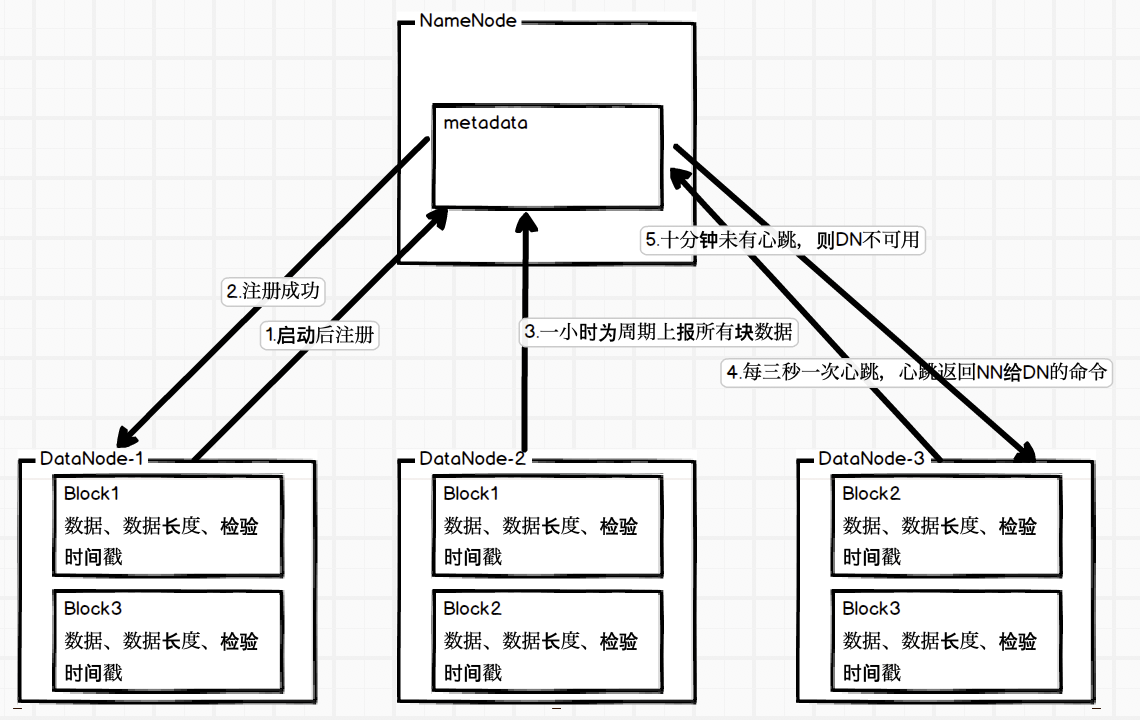 NameNode
metadata
5.十分钟未有心跳，则DN不可用
2.注册成功
1.启动后注册
3.一小时为周期上报所有块数据
4.每三秒一次心跳，心跳返回NN给DN的命令
DataNode-1
Block1
数据、数据长度、检验
时间戳
Block3
数据、数据长度、检验
时间戳
DataNode-2
Block1
数据、数据长度、检验
时间戳
Block2
数据、数据长度、检验
时间戳
DataNode-3
Block2
数据、数据长度、检验
时间戳
Block3
数据、数据长度、检验
时间戳